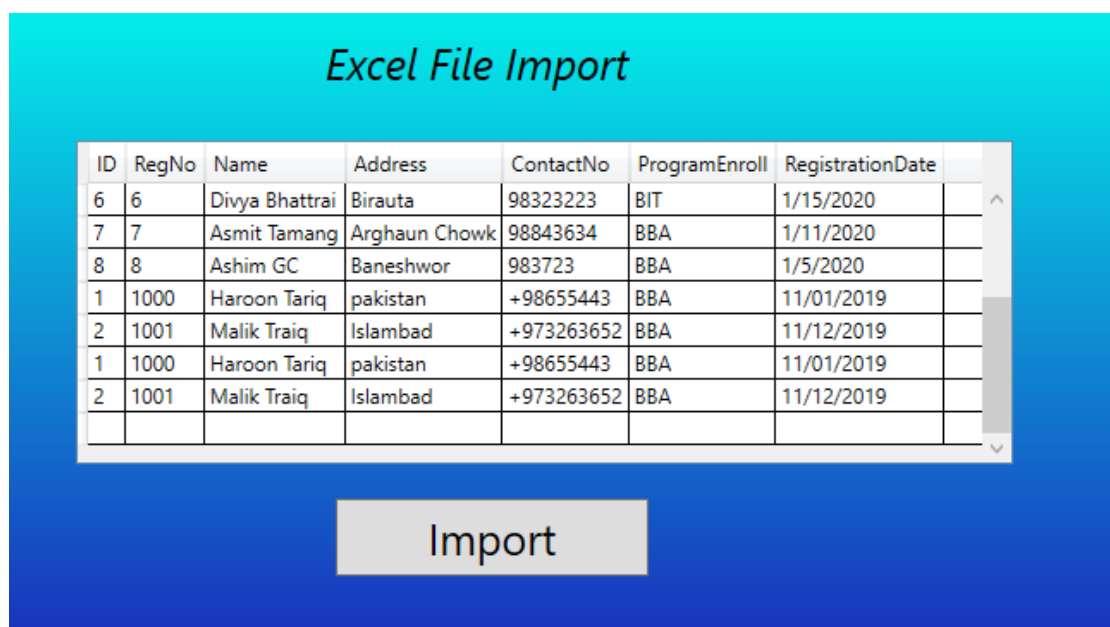 Excel File Import
ID RegNo Name Address ContactNo ProgramEnroll RegistrationDate
6 6 Divya Bhattrai Birauta 98323223 BIT 1/15/2020
7 7 Asmit Tamang Arghaun Chowk 98843634 BBA 1/11/2020
8 8 Ashim GC Baneshwor 983723 BBA 1/5/2020
1 1000 Haroon Tariq pakistan +98655443 BBA 11/01/2019
2 1001 Malik Traiq Islambad +973263652 BBA 11/12/2019
1 1000 Haroon Tariq pakistan +98655443 BBA 11/01/2019
2 1001 Malik Traiq Islambad +973263652 BBA 11/12/2019
Import